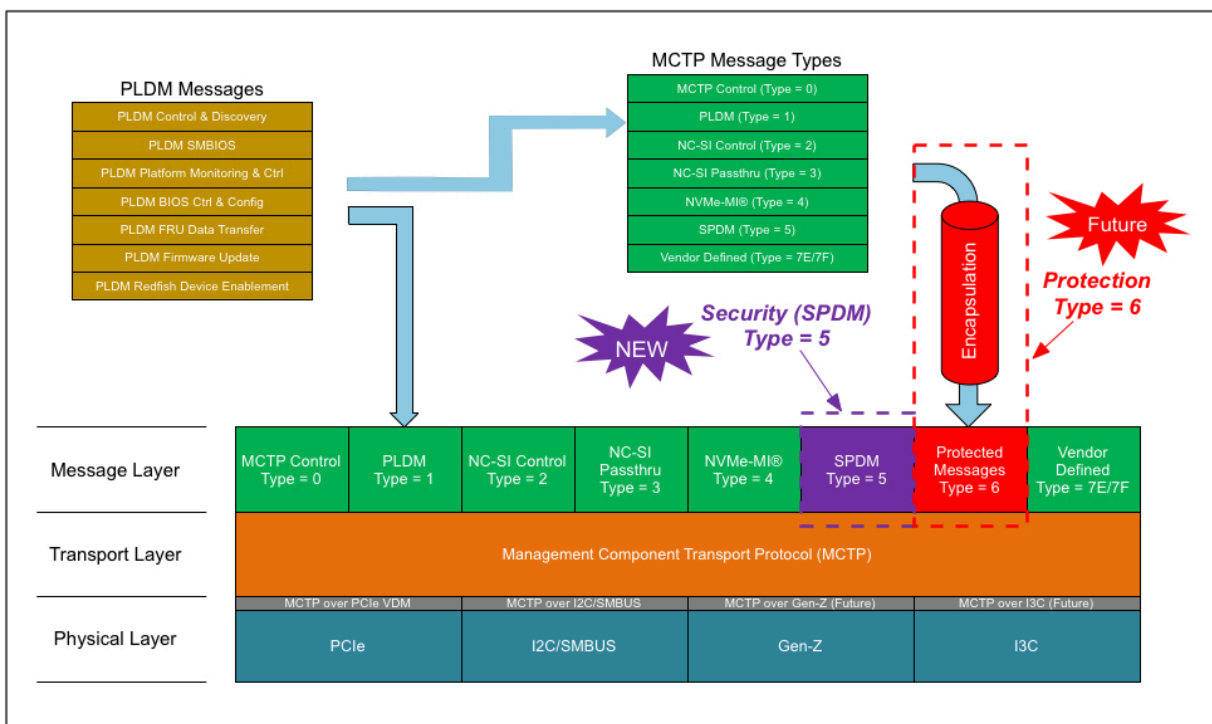 PLDM Messages
PLDM Control & Discovery
PLDM SMBIOS
PLDM Platform Monitoring & Ctrl
PLDM BIOS Ctrl & Config
PLDM FRU Data Transfer
PLDM Firmware Update
PLDM Redfish Device Enablement
MCTP Message Types
MCTP Control (Type = 0)
PLDM (Type = 1)
NC-SI Control (Type = 2)
NC-SI Passthru (Type = 3)
NVMe-MI® (Type = 4)
SPDM (Type = 5)
Vendor Defined (Type = 7E/7F)
Encapsulation
Future
Protection
Type = 6
Security (SPDM)
Type = 5
NEW
Message Layer
MCTP Control
Type = 0
PLDM
Type = 1
NC-SI Control
Type = 2
NC-SI
Passthru
Type = 3
NVMe-MI®
Type = 4
SPDM
Type = 5
Protected
Messages
Type = 6
Vendor
Defined
Type = 7E/7F
Transport Layer
Management Component Transport Protocol (MCTP)
MCTP over PCIe VDM
MCTP over I2C/SMBUS
MCTP over Gen-Z (Future)
MCTP over I3C (Future)
Physical Layer
PCIe
I2C/SMBUS
Gen-Z
I3C